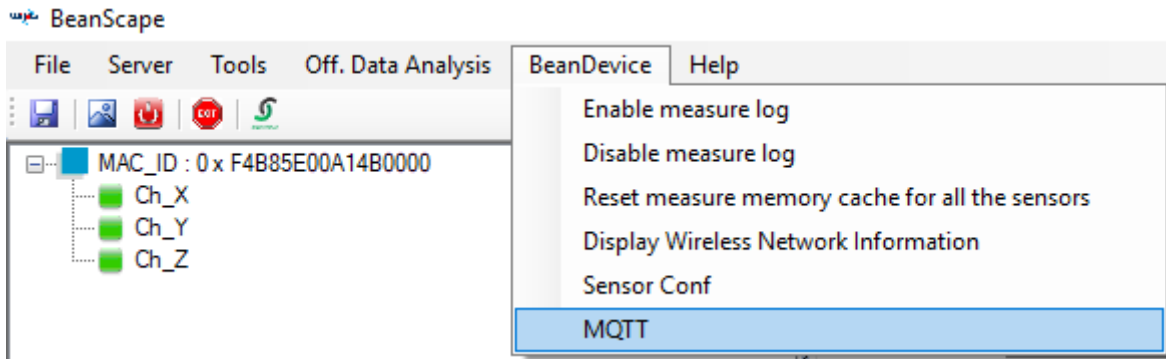 BeanScape
File Server Tools Off. Data Analysis BeanDevice Help
Enable measure log
Disable measure log
Reset measure memory cache for all the sensors
Display Wireless Network Information
Sensor Conf
MQTT
MAC_ID : 0 x F4B85E00A14B0000
Ch_X
Ch_Y
Ch_Z